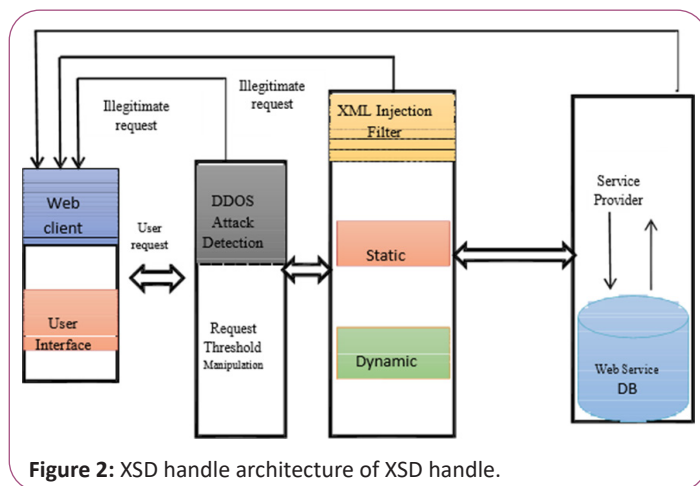 Illegitimate
request
Illegitimate
request
Web
client
User
Interface
User
request
DDOS
Attack
Detection
Request
Threshold
Manipulation
XML Injection
Filter
Static
Dynamic
Service
Provider
Web Service
DB
Figure 2: XSD handle architecture of XSD handle.